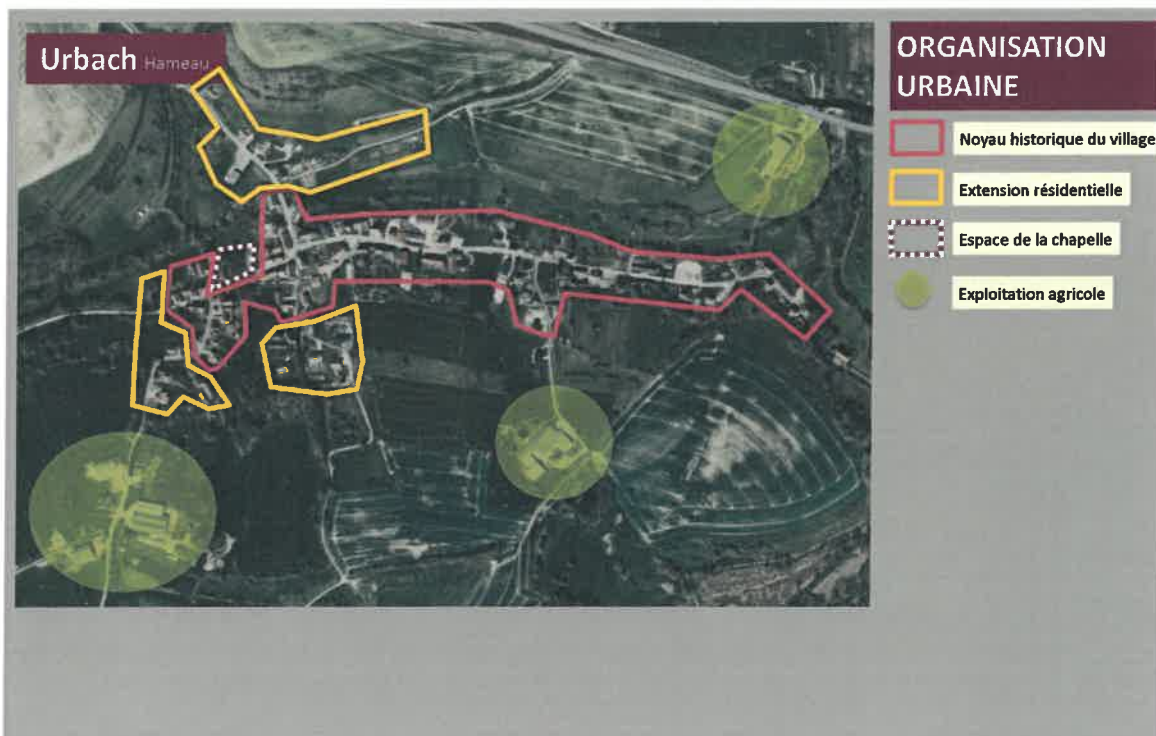 Urbach Hameau
ORGANISATION
URBAINE
Noyau historique du village
Extension résidentielle
Espace de la chapelle
Exploitation agricole